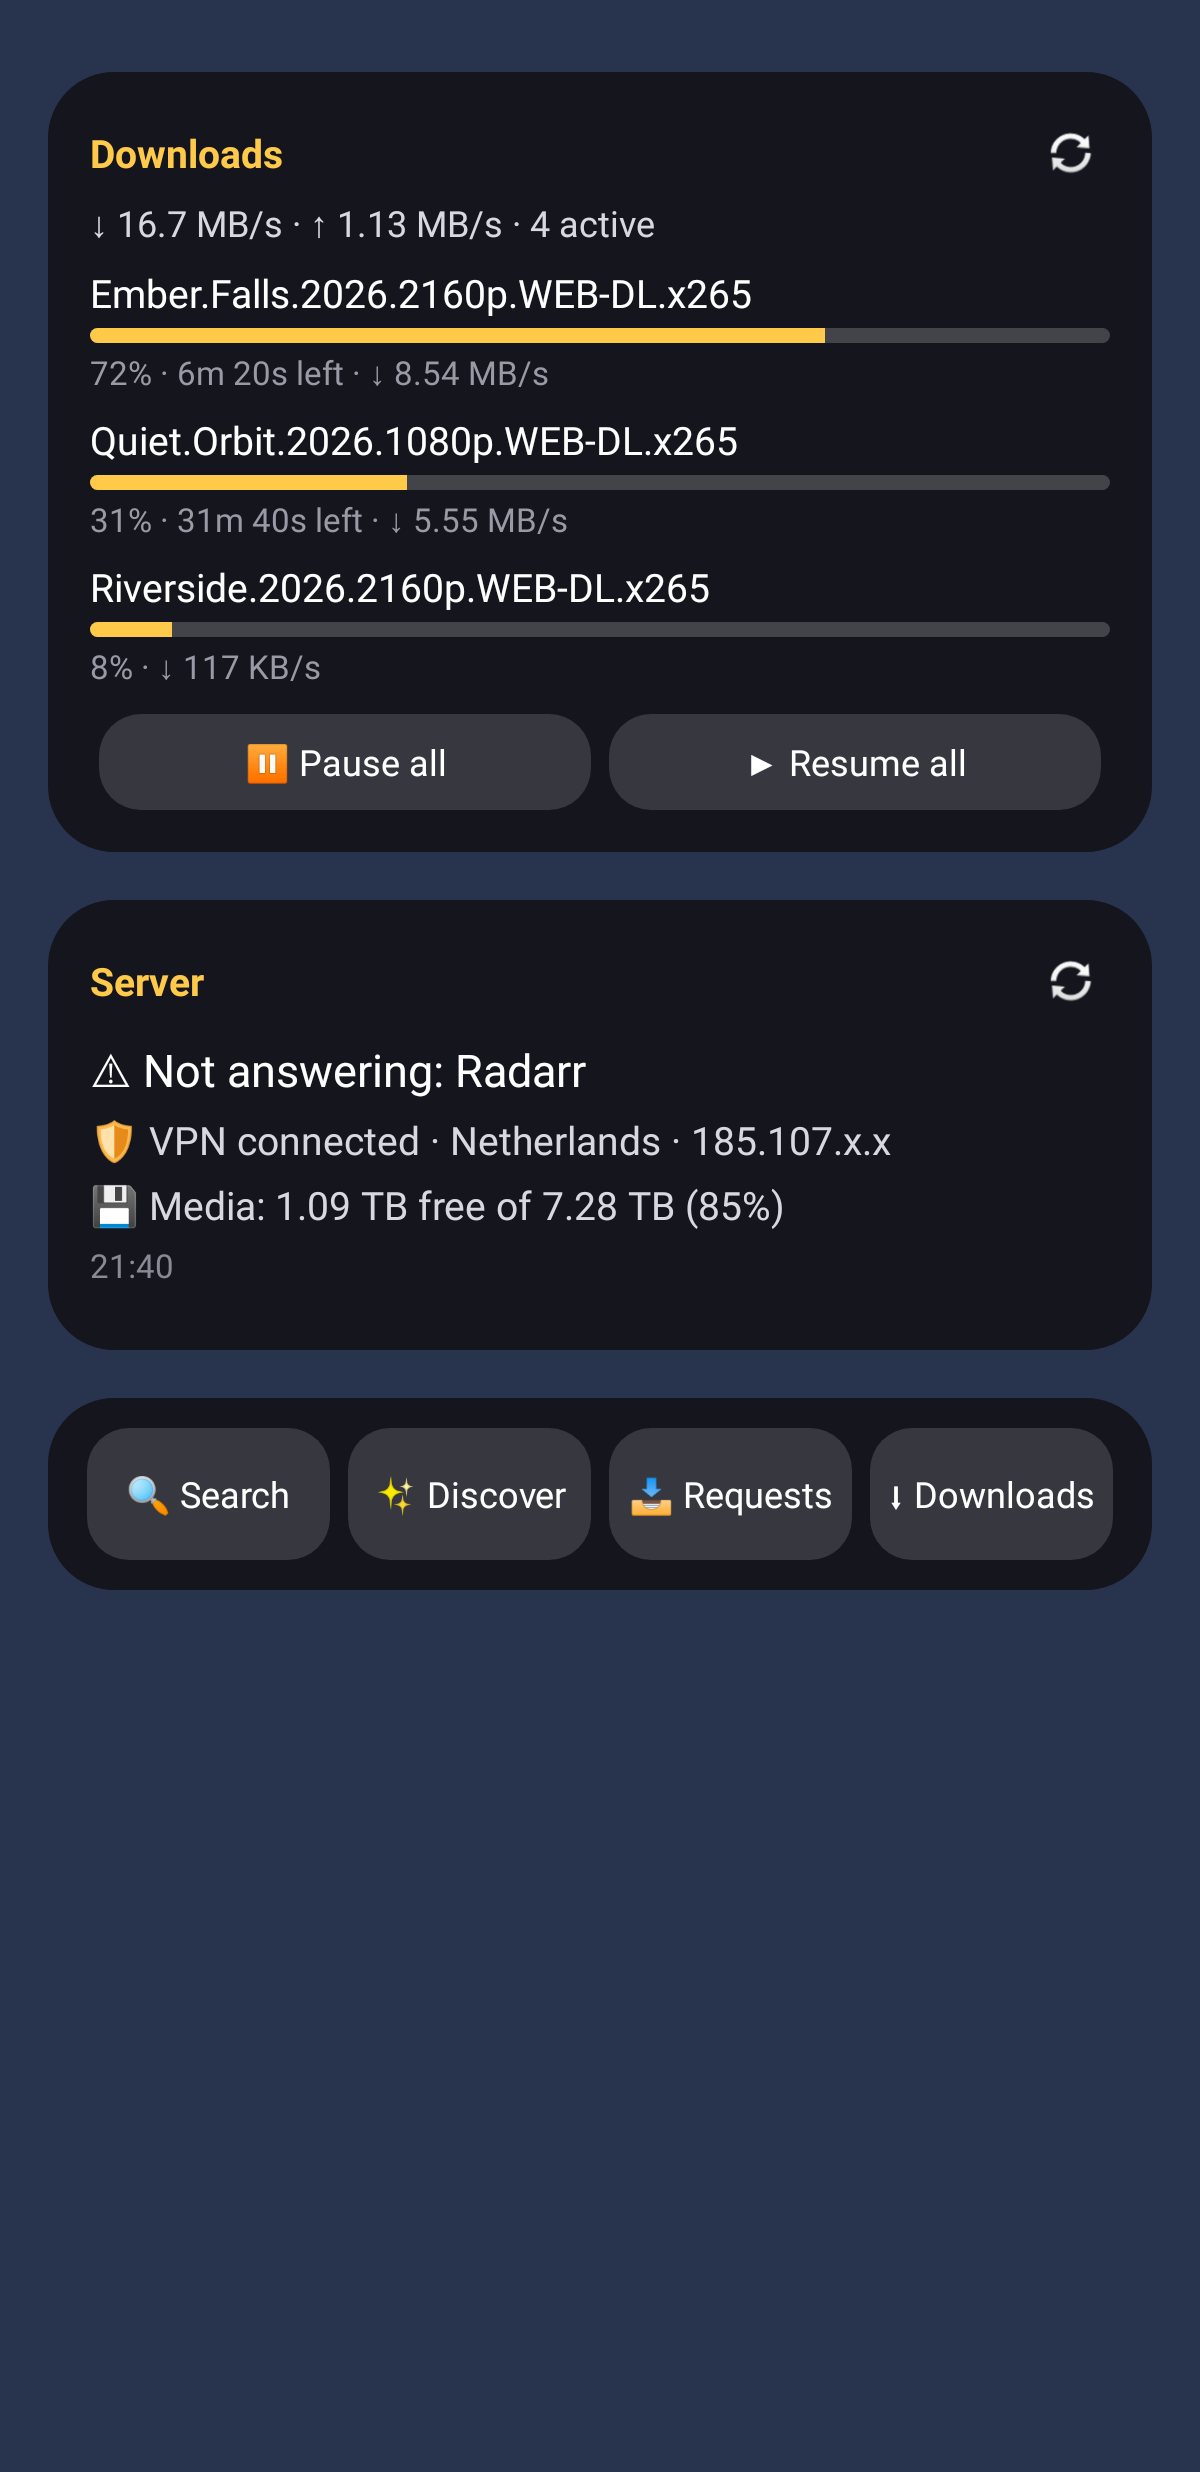 Downloads
↓ 16.7 MB/s · ↑ 1.13 MB/s · 4 active
Ember.Falls.2026.2160p.WEB-DL.x265
72% · 6m 20s left · ↓ 8.54 MB/s
Quiet.Orbit.2026.1080p.WEB-DL.x265
31% · 31m 40s left · ↓ 5.55 MB/s
Riverside.2026.2160p.WEB-DL.x265
8% · ↓ 117 KB/s
⏸️ Pause all
▶ Resume all
Server
⚠ Not answering: Radarr
🛡️ VPN connected · Netherlands · 185.107.x.x
💾 Media: 1.09 TB free of 7.28 TB (85%)
21:40
🔍 Search
✨ Discover
📥 Requests
⬇ Downloads